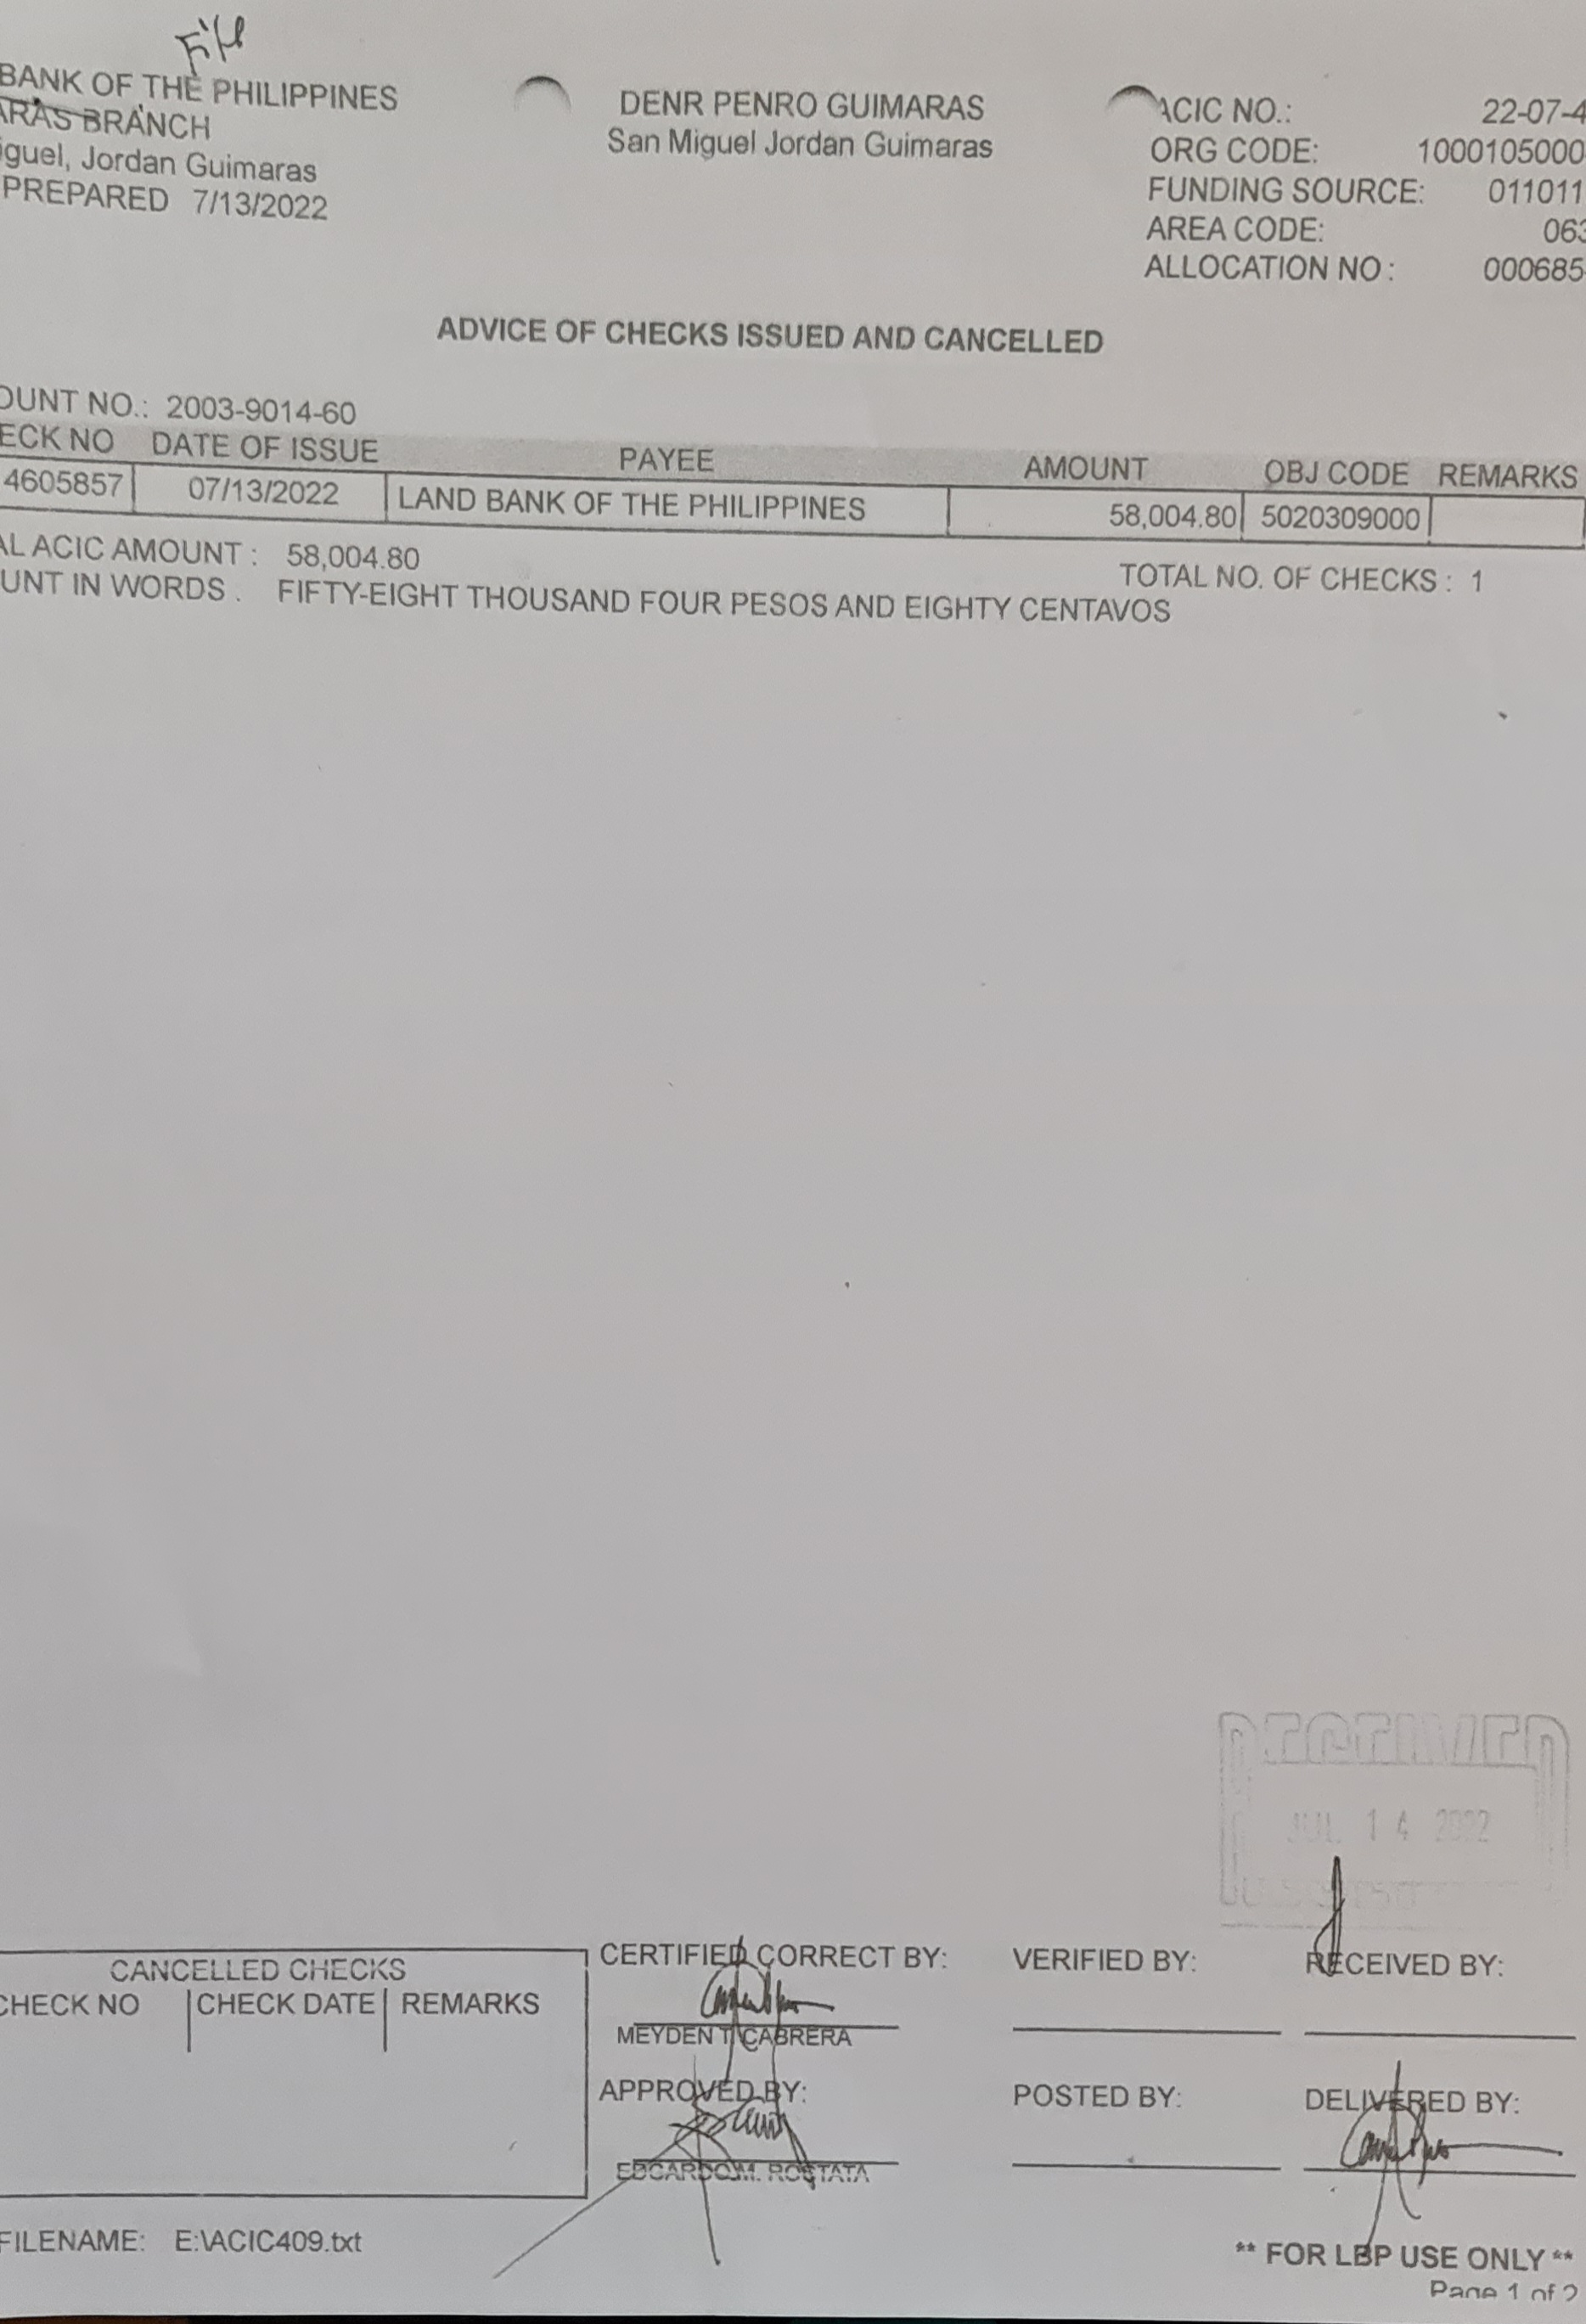 File
BANK OF THE PHILIPPINES
ARAS BRANCH
iguel, Jordan Guimaras
PREPARED 7/13/2022
DENR PENRO GUIMARAS
San Miguel Jordan Guimaras
ACIC NO.: 22-07-4
ORG CODE: 1000105000
FUNDING SOURCE: 011011
AREA CODE: 063
ALLOCATION NO : 000685
ADVICE OF CHECKS ISSUED AND CANCELLED
OUNT NO.: 2003-9014-60
ECK NO DATE OF ISSUE PAYEE AMOUNT OBJ CODE REMARKS
4605857 07/13/2022 LAND BANK OF THE PHILIPPINES 58,004.80 5020309000
AL ACIC AMOUNT : 58,004.80 TOTAL NO. OF CHECKS : 1
UNT IN WORDS . FIFTY-EIGHT THOUSAND FOUR PESOS AND EIGHTY CENTAVOS
RECEIVED
JUL 14 2022
CANCELLED CHECKS
CHECK NO CHECK DATE REMARKS
CERTIFIED CORRECT BY: VERIFIED BY: RECEIVED BY:
MEYDEN T CABRERA
APPROVED BY: POSTED BY: DELIVERED BY:
EDGARDO M. ROSTATA
FILENAME: E:\ACIC409.txt
** FOR LBP USE ONLY **
Page 1 of 2